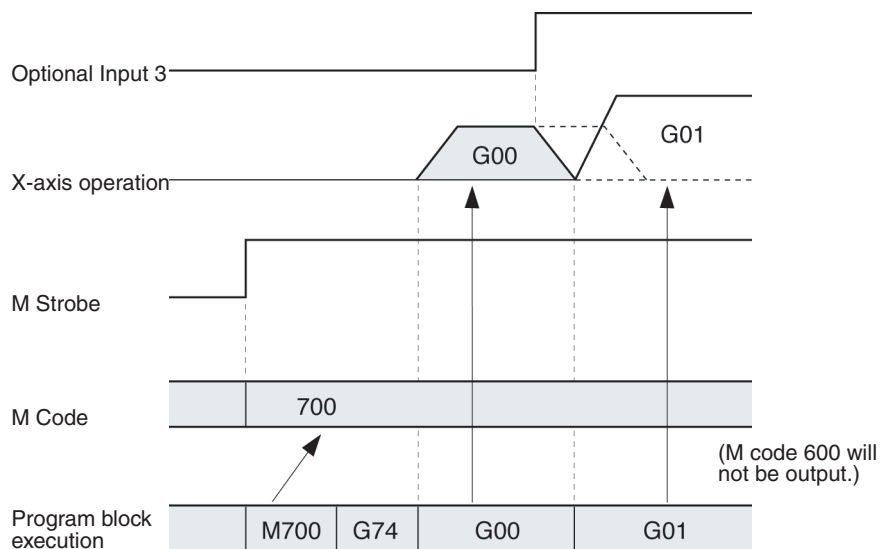 Optional Input 3
X-axis operation
G00
G01
M Strobe
M Code
700
(M code 600 will
not be output.)
Program block
execution
M700
G74
G00
G01